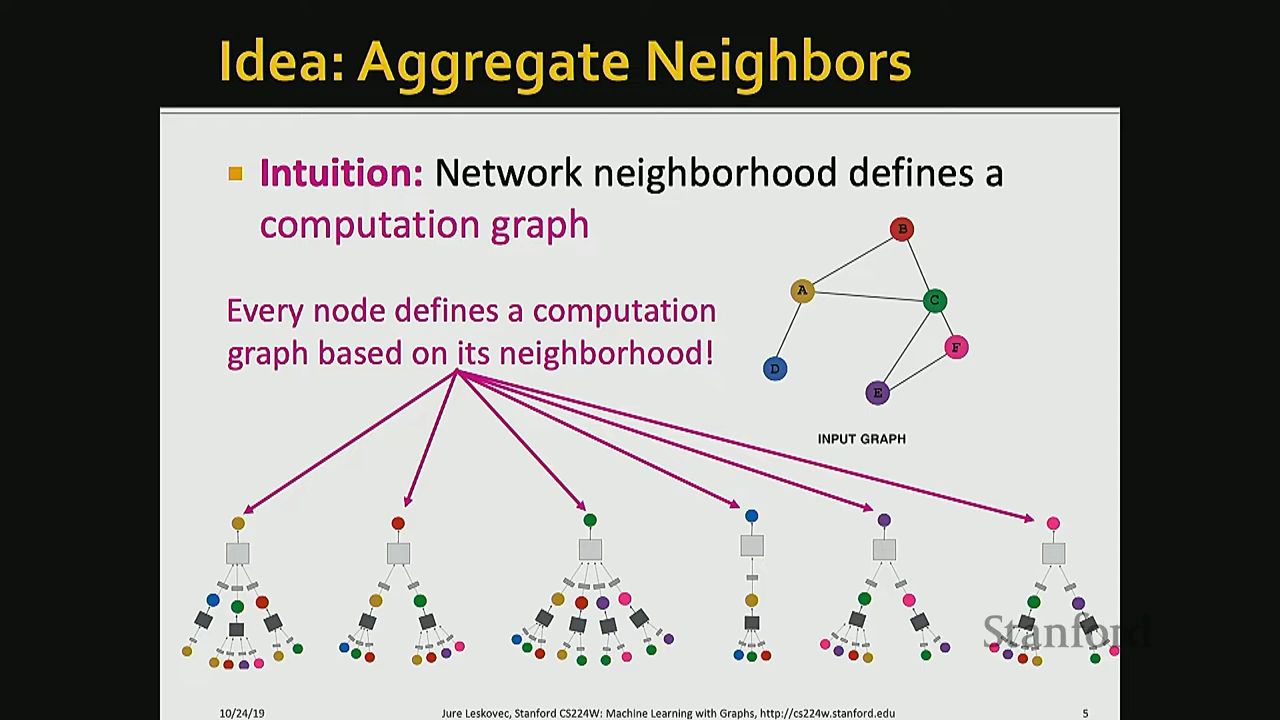 Idea: Aggregate Neighbors
Intuition: Network neighborhood defines a
computation graph
Every node defines a computation
graph based on its neighborhood!
B
A
C
F
D
E
INPUT GRAPH
Stanford
10/24/19
Jure Leskovec, Stanford CS224W: Machine Learning with Graphs, http://cs224w.stanford.edu
5